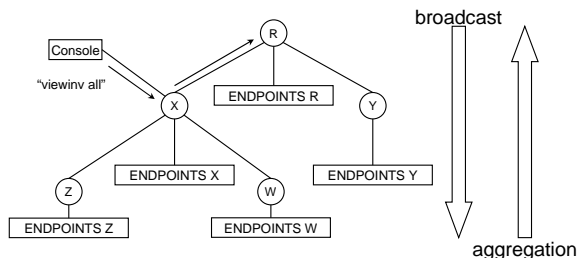 broadcast
R
Console
"viewinv all"
ENDPOINTS R
X
Y
ENDPOINTS X
ENDPOINTS Y
Z
W
ENDPOINTS Z
ENDPOINTS W
aggregation